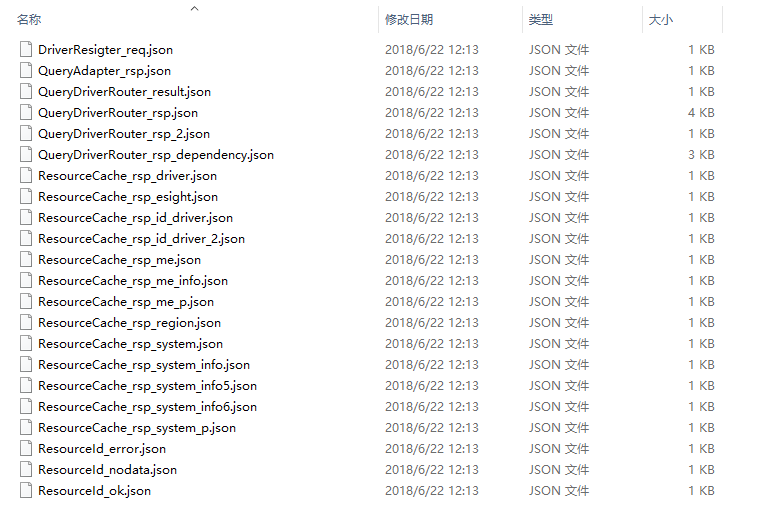 名称 修改日期 类型 大小
DriverResigter_req.json 2018/6/22 12:13 JSON 文件 1 KB
QueryAdapter_rsp.json 2018/6/22 12:13 JSON 文件 1 KB
QueryDriverRouter_result.json 2018/6/22 12:13 JSON 文件 1 KB
QueryDriverRouter_rsp.json 2018/6/22 12:13 JSON 文件 4 KB
QueryDriverRouter_rsp_2.json 2018/6/22 12:13 JSON 文件 1 KB
QueryDriverRouter_rsp_dependency.json 2018/6/22 12:13 JSON 文件 3 KB
ResourceCache_rsp_driver.json 2018/6/22 12:13 JSON 文件 1 KB
ResourceCache_rsp_esight.json 2018/6/22 12:13 JSON 文件 1 KB
ResourceCache_rsp_id_driver.json 2018/6/22 12:13 JSON 文件 1 KB
ResourceCache_rsp_id_driver_2.json 2018/6/22 12:13 JSON 文件 1 KB
ResourceCache_rsp_me.json 2018/6/22 12:13 JSON 文件 1 KB
ResourceCache_rsp_me_info.json 2018/6/22 12:13 JSON 文件 1 KB
ResourceCache_rsp_me_p.json 2018/6/22 12:13 JSON 文件 1 KB
ResourceCache_rsp_region.json 2018/6/22 12:13 JSON 文件 1 KB
ResourceCache_rsp_system.json 2018/6/22 12:13 JSON 文件 1 KB
ResourceCache_rsp_system_info.json 2018/6/22 12:13 JSON 文件 1 KB
ResourceCache_rsp_system_info5.json 2018/6/22 12:13 JSON 文件 1 KB
ResourceCache_rsp_system_info6.json 2018/6/22 12:13 JSON 文件 1 KB
ResourceCache_rsp_system_p.json 2018/6/22 12:13 JSON 文件 1 KB
ResourceId_error.json 2018/6/22 12:13 JSON 文件 1 KB
ResourceId_nodata.json 2018/6/22 12:13 JSON 文件 1 KB
ResourceId_ok.json 2018/6/22 12:13 JSON 文件 1 KB